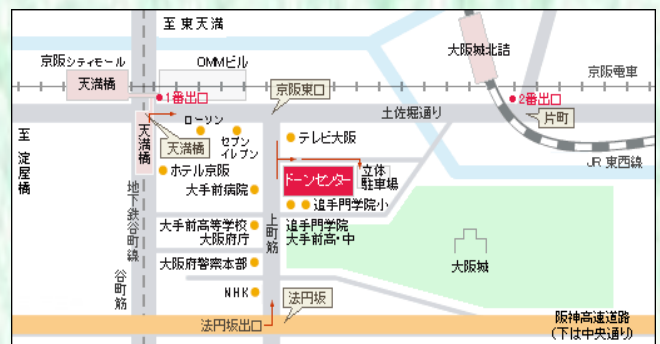 至 東天満
京阪シティモール
OMMビル
大阪城北詰
京阪電車
天満橋
1番出口
京阪東口
2番出口
土佐堀通り
片町
至 淀屋橋
天満橋
ローソン
セブン
イレブン
天満橋
テレビ大阪
JR 東西線
ホテル京阪
ドーンセンター
立体
駐車場
大手前病院
追手門学院小
地下鉄谷町線
上町筋
大手前高等学校
大阪府庁
追手門学院
大手前高・中
大阪城
大阪府警察本部
谷町筋
NHK
法円坂
法円坂出口
阪神高速道路
(下は中央通り)